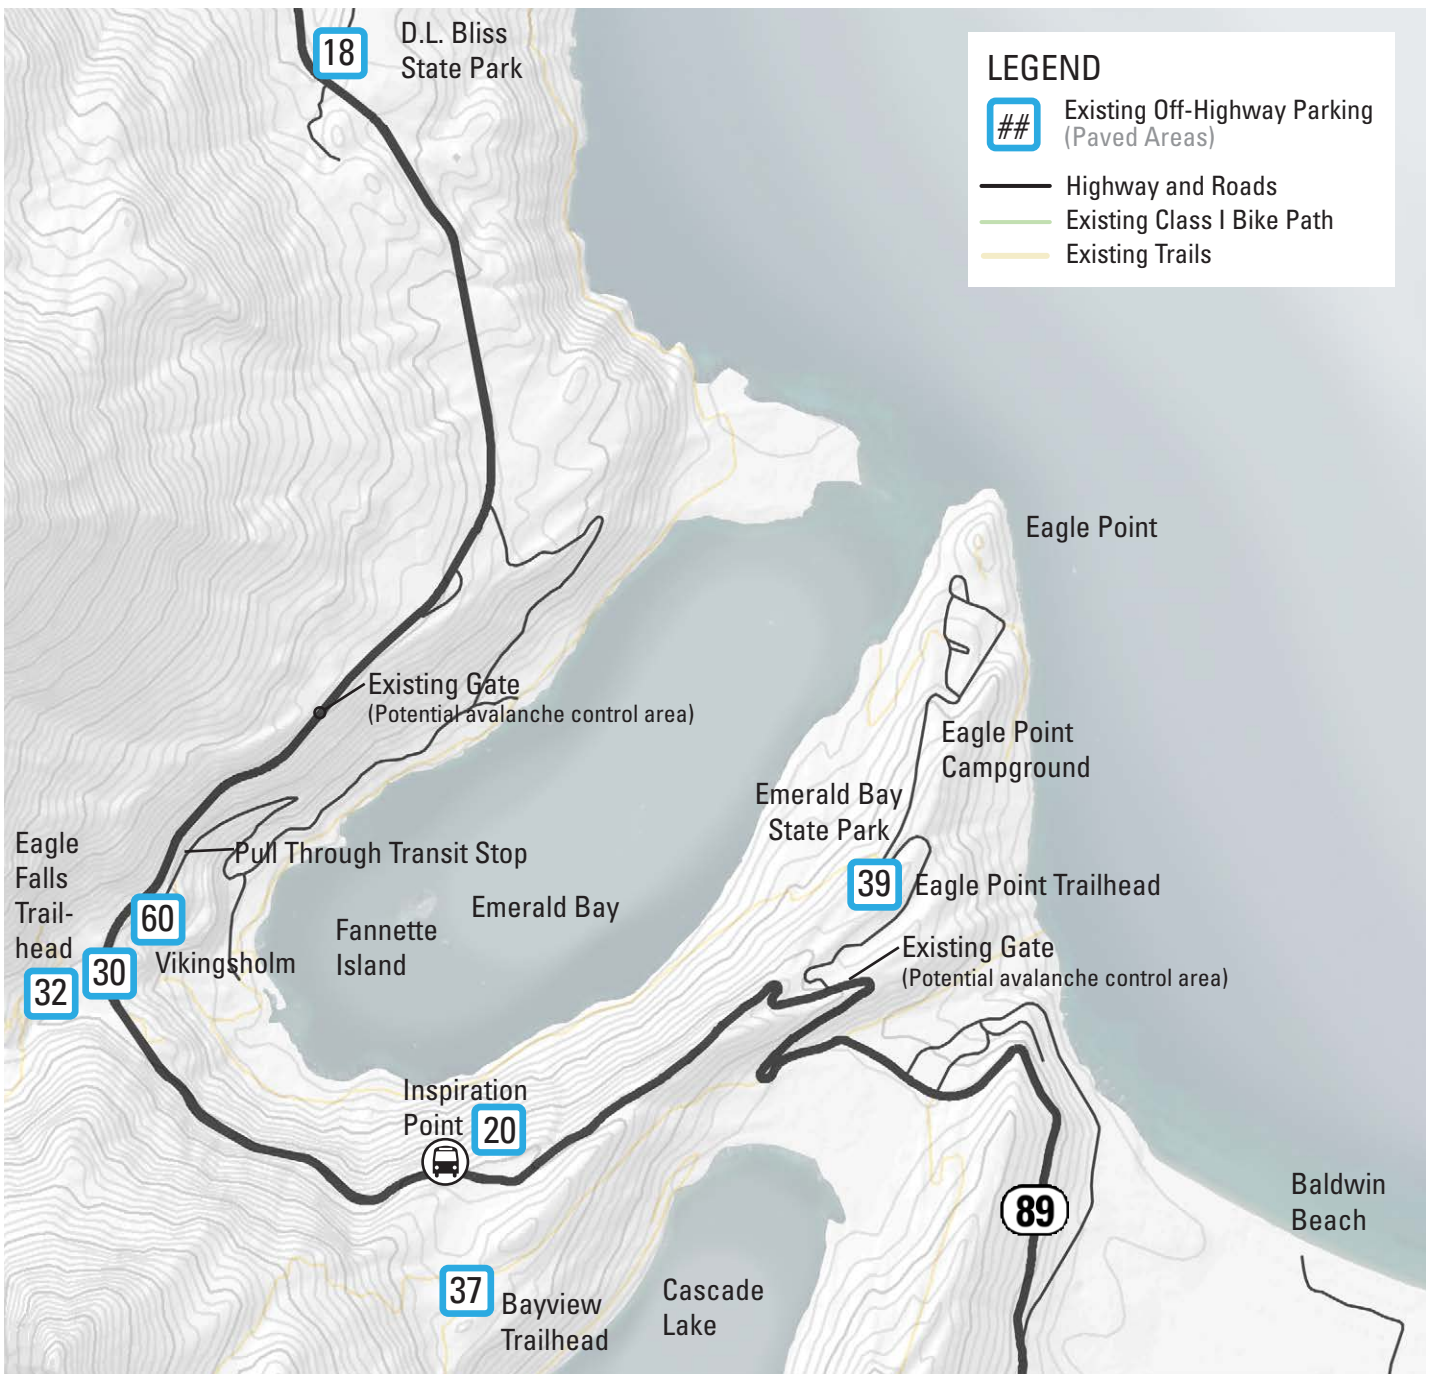 18
D.L. Bliss
State Park
LEGEND
##
Existing Off-Highway Parking
(Paved Areas)
Highway and Roads
Existing Class I Bike Path
Existing Trails
Eagle Point
Existing Gate
(Potential avalanche control area)
Eagle Point
Campground
Emerald Bay
State Park
Eagle
Falls
Trail-
head
Pull Through Transit Stop
39
Eagle Point Trailhead
60
Emerald Bay
Fannette
Island
Existing Gate
(Potential avalanche control area)
30
Vikingsholm
32
Inspiration
Point
20
89
Baldwin
Beach
37
Bayview
Trailhead
Cascade
Lake